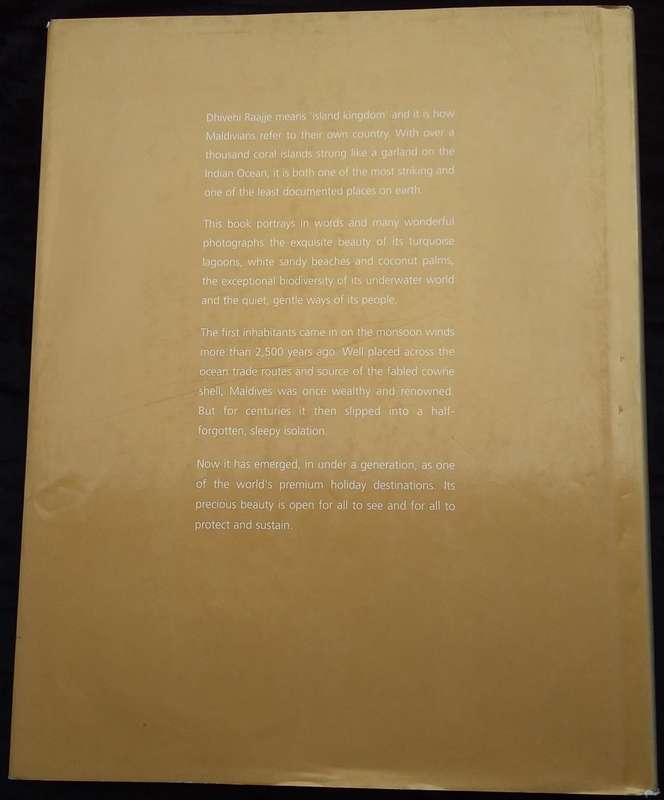 Dhivehi Raajje means 'island kingdom' and it is how
Maldivians refer to their own country. With over a
thousand coral islands strung like a garland on the
Indian Ocean, it is both one of the most striking and
one of the least documented places on earth.
This book portrays in words and many wonderful
photographs the exquisite beauty of its turquoise
lagoons, white sandy beaches and coconut palms,
the exceptional biodiversity of its underwater world
and the quiet, gentle ways of its people.
The first inhabitants came in on the monsoon winds
more than 2,500 years ago. Well placed across the
ocean trade routes and source of the fabled cowrie
shell, Maldives was once wealthy and renowned.
But for centuries it then slipped into a half-
forgotten, sleepy isolation.
Now it has emerged, in under a generation, as one
of the world's premium holiday destinations. Its
precious beauty is open for all to see and for all to
protect and sustain.